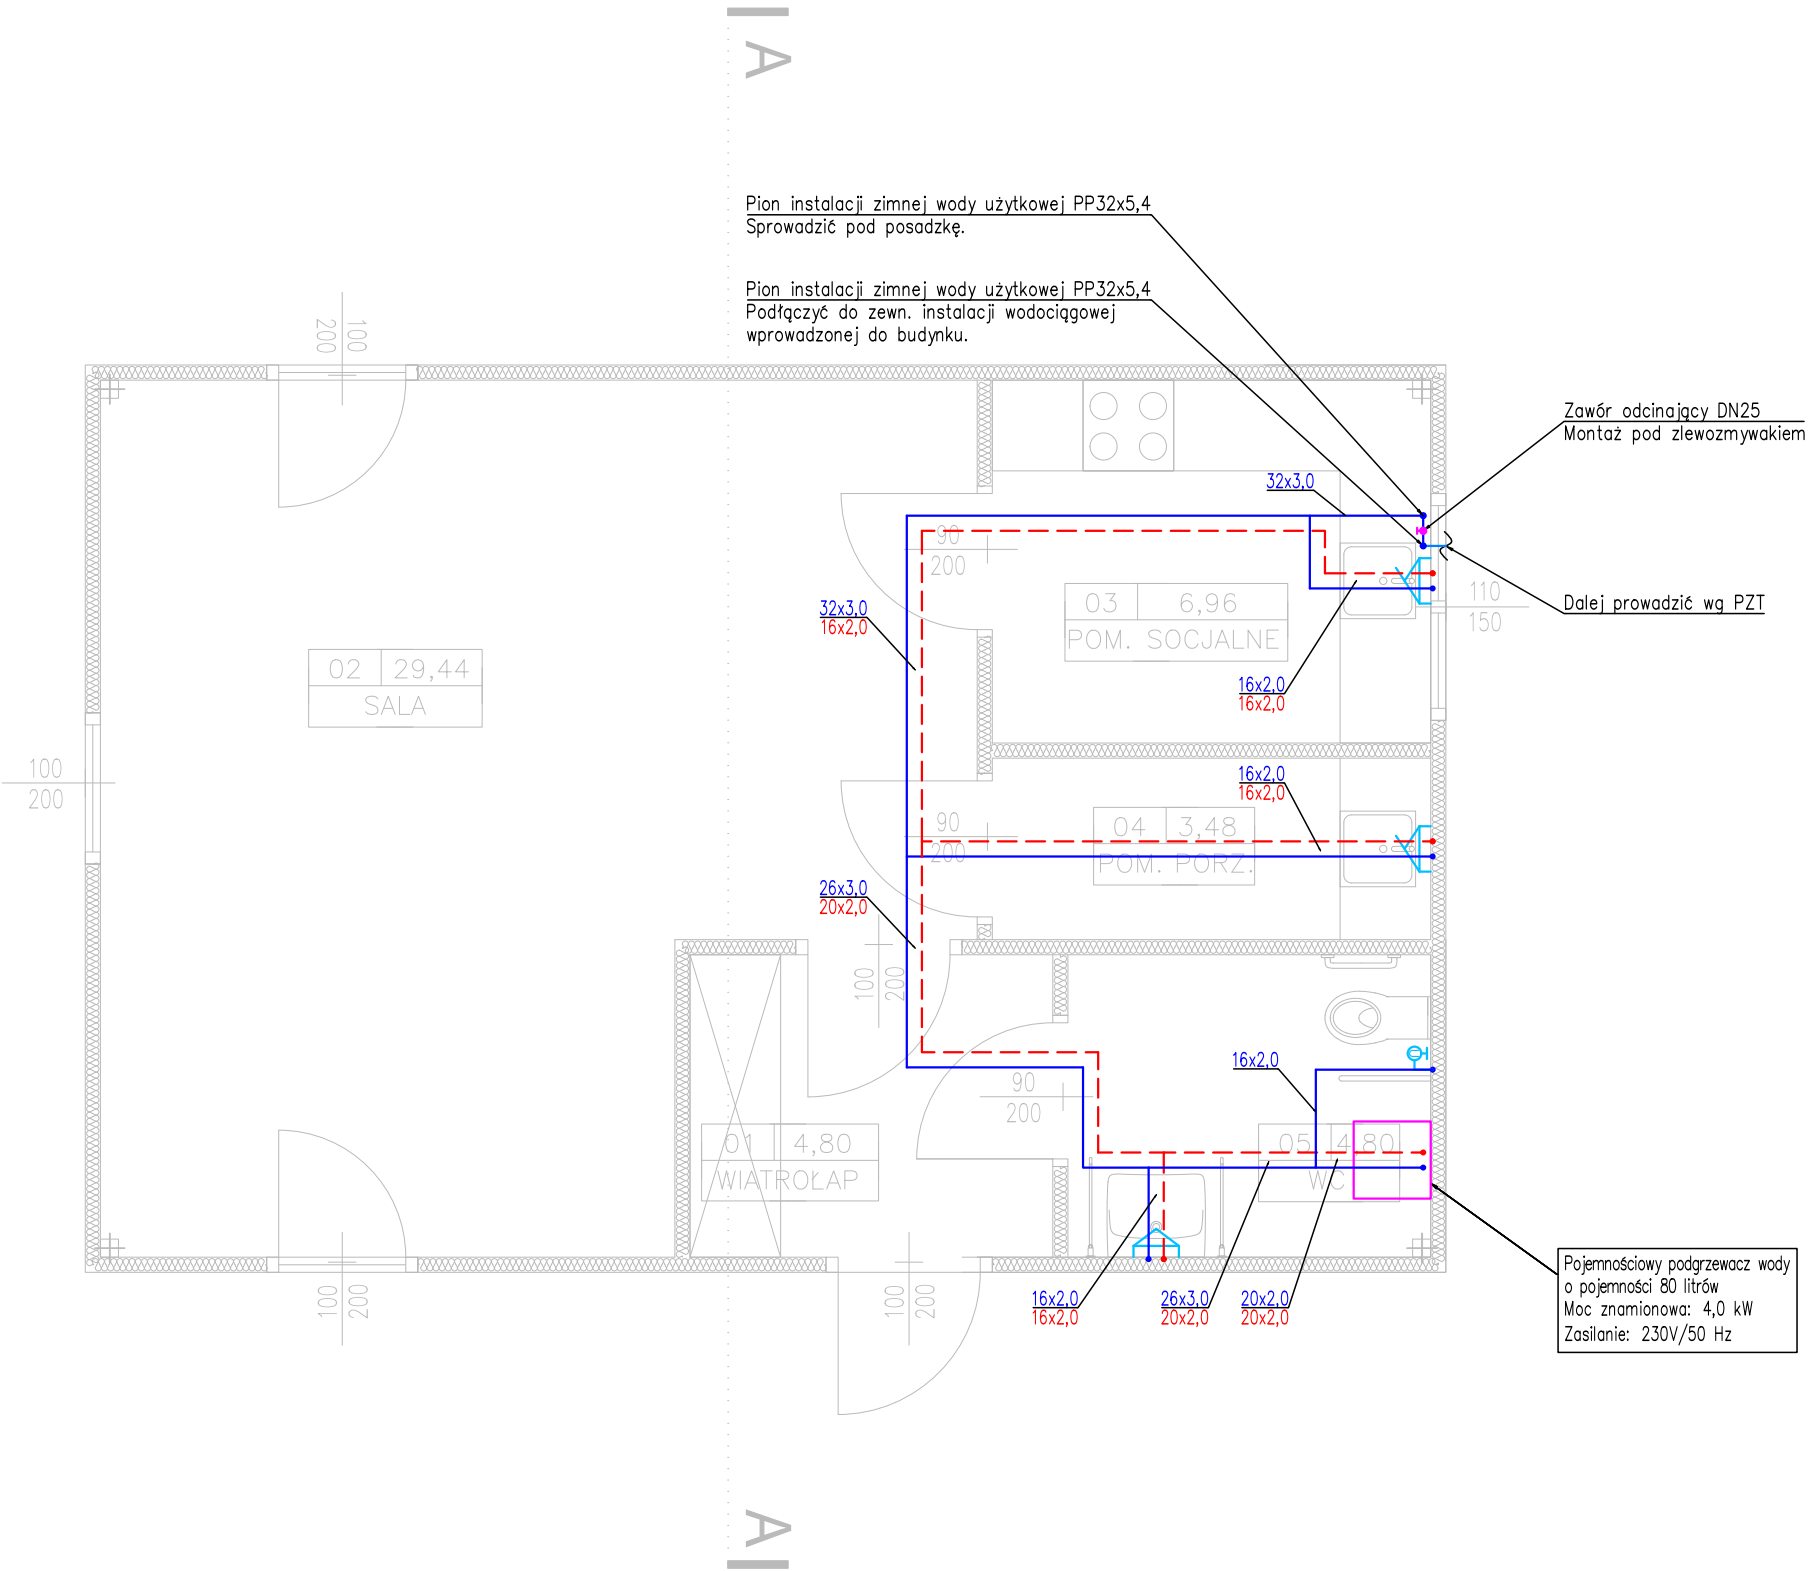 A
Pion instalacji zimnej wody użytkowej PP32x5,4
Sprowadzić pod posadzkę.
Pion instalacji zimnej wody użytkowej PP32x5,4
Podłączyć do zewn. instalacji wodociągowej
wprowadzonej do budynku.
100
200
Zawór odcinający DN25
Montaż pod zlewozmywakiem
32x3,0
90
200
110
150
Dalej prowadzić wg PZT
03 6,96
POM. SOCJALNE
32x3,0
16x2,0
02 29,44
SALA
16x2,0
16x2,0
100
200
16x2,0
16x2,0
90
200
04 3,48
POM. PORZ.
26x3,0
20x2,0
100
200
16x2,0
90
200
01 4,80
WIATROŁAP
05 4,80
WC
100
200
100
200
16x2,0
16x2,0
26x3,0
20x2,0
20x2,0
20x2,0
Pojemnościowy podgrzewacz wody
o pojemności 80 litrów
Moc znamionowa: 4,0 kW
Zasilanie: 230V/50 Hz
A